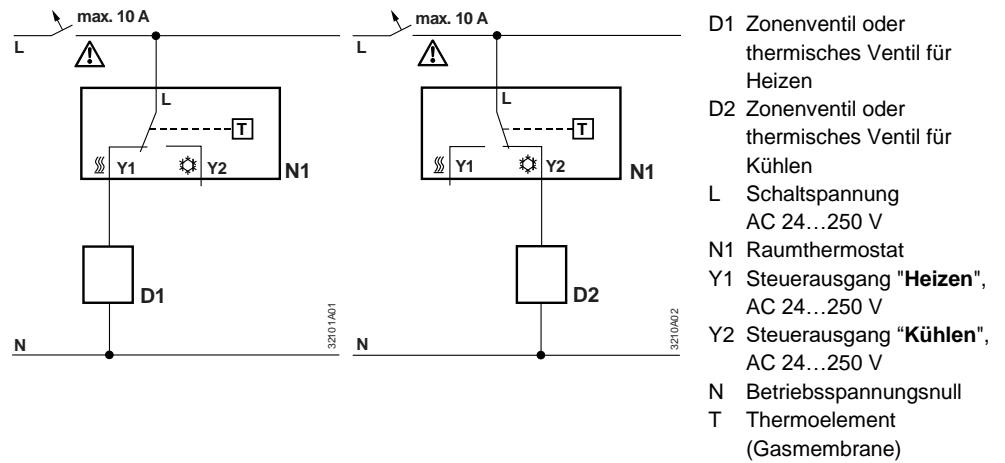 max. 10 A
L
L
T
Y1
Y2
N1
D1
N
32101A01
max. 10 A
L
L
T
Y1
Y2
N1
D2
N
3210A02
D1 Zonenventil oder
thermisches Ventil für
Heizen
D2 Zonenventil oder
thermisches Ventil für
Kühlen
L Schaltspannung
AC 24…250 V
N1 Raumthermostat
Y1 Steuerausgang "Heizen",
AC 24…250 V
Y2 Steuerausgang “Kühlen",
AC 24…250 V
N Betriebsspannungsnull
T Thermoelement
(Gasmembrane)